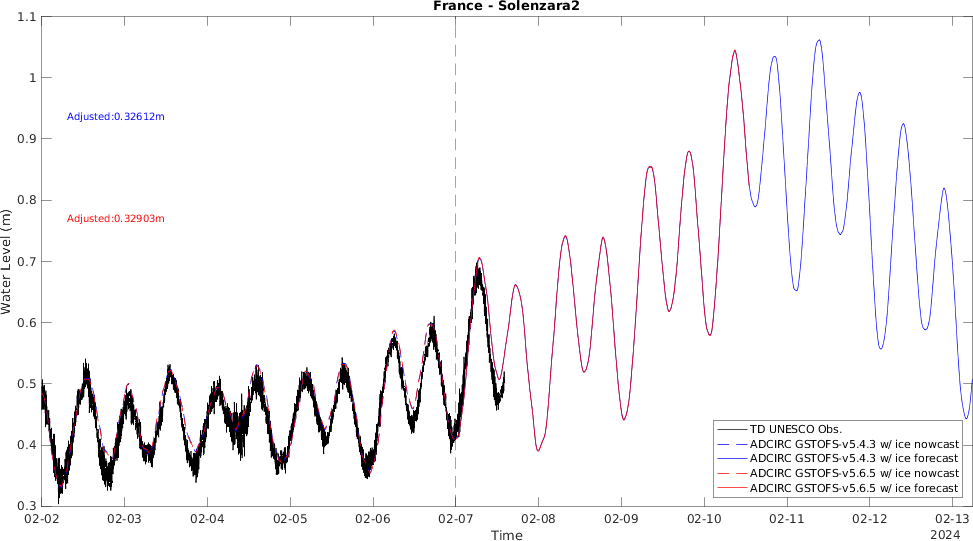 France - Solenzara2
1.1
1
0.9
0.8
0.7
0.6
0.5
0.4
0.3
Water Level (m)
Adjusted:0.32612m
Adjusted:0.32903m
TD UNESCO Obs.
ADCIRC GSTOFS-v5.4.3 w/ ice nowcast
ADCIRC GSTOFS-v5.4.3 w/ ice forecast
ADCIRC GSTOFS-v5.6.5 w/ ice nowcast
ADCIRC GSTOFS-v5.6.5 w/ ice forecast
02-02 02-03 02-04 02-05 02-06 02-07 02-08 02-09 02-10 02-11 02-12 02-13
Time
2024